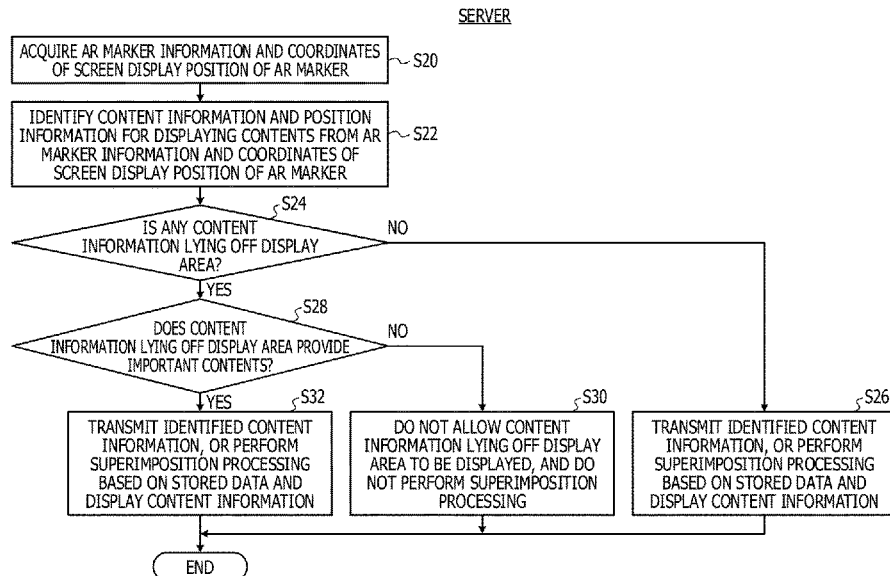 SERVER
ACQUIRE AR MARKER INFORMATION AND COORDINATES
OF SCREEN DISPLAY POSITION OF AR MARKER
S20
IDENTIFY CONTENT INFORMATION AND POSITION
INFORMATION FOR DISPLAYING CONTENTS FROM AR
MARKER INFORMATION AND COORDINATES OF
SCREEN DISPLAY POSITION OF AR MARKER
S22
S24
IS ANY CONTENT
INFORMATION LYING OFF DISPLAY
AREA?
NO
YES
S28
DOES CONTENT
INFORMATION LYING OFF DISPLAY AREA PROVIDE
IMPORTANT CONTENTS?
NO
YES
S32
TRANSMIT IDENTIFIED CONTENT
INFORMATION, OR PERFORM
SUPERIMPOSITION PROCESSING
BASED ON STORED DATA AND
DISPLAY CONTENT INFORMATION
S30
DO NOT ALLOW CONTENT
INFORMATION LYING OFF DISPLAY
AREA TO BE DISPLAYED, AND DO
NOT PERFORM SUPERIMPOSITION
PROCESSING
S26
TRANSMIT IDENTIFIED CONTENT
INFORMATION, OR PERFORM
SUPERIMPOSITION PROCESSING
BASED ON STORED DATA AND
DISPLAY CONTENT INFORMATION
END